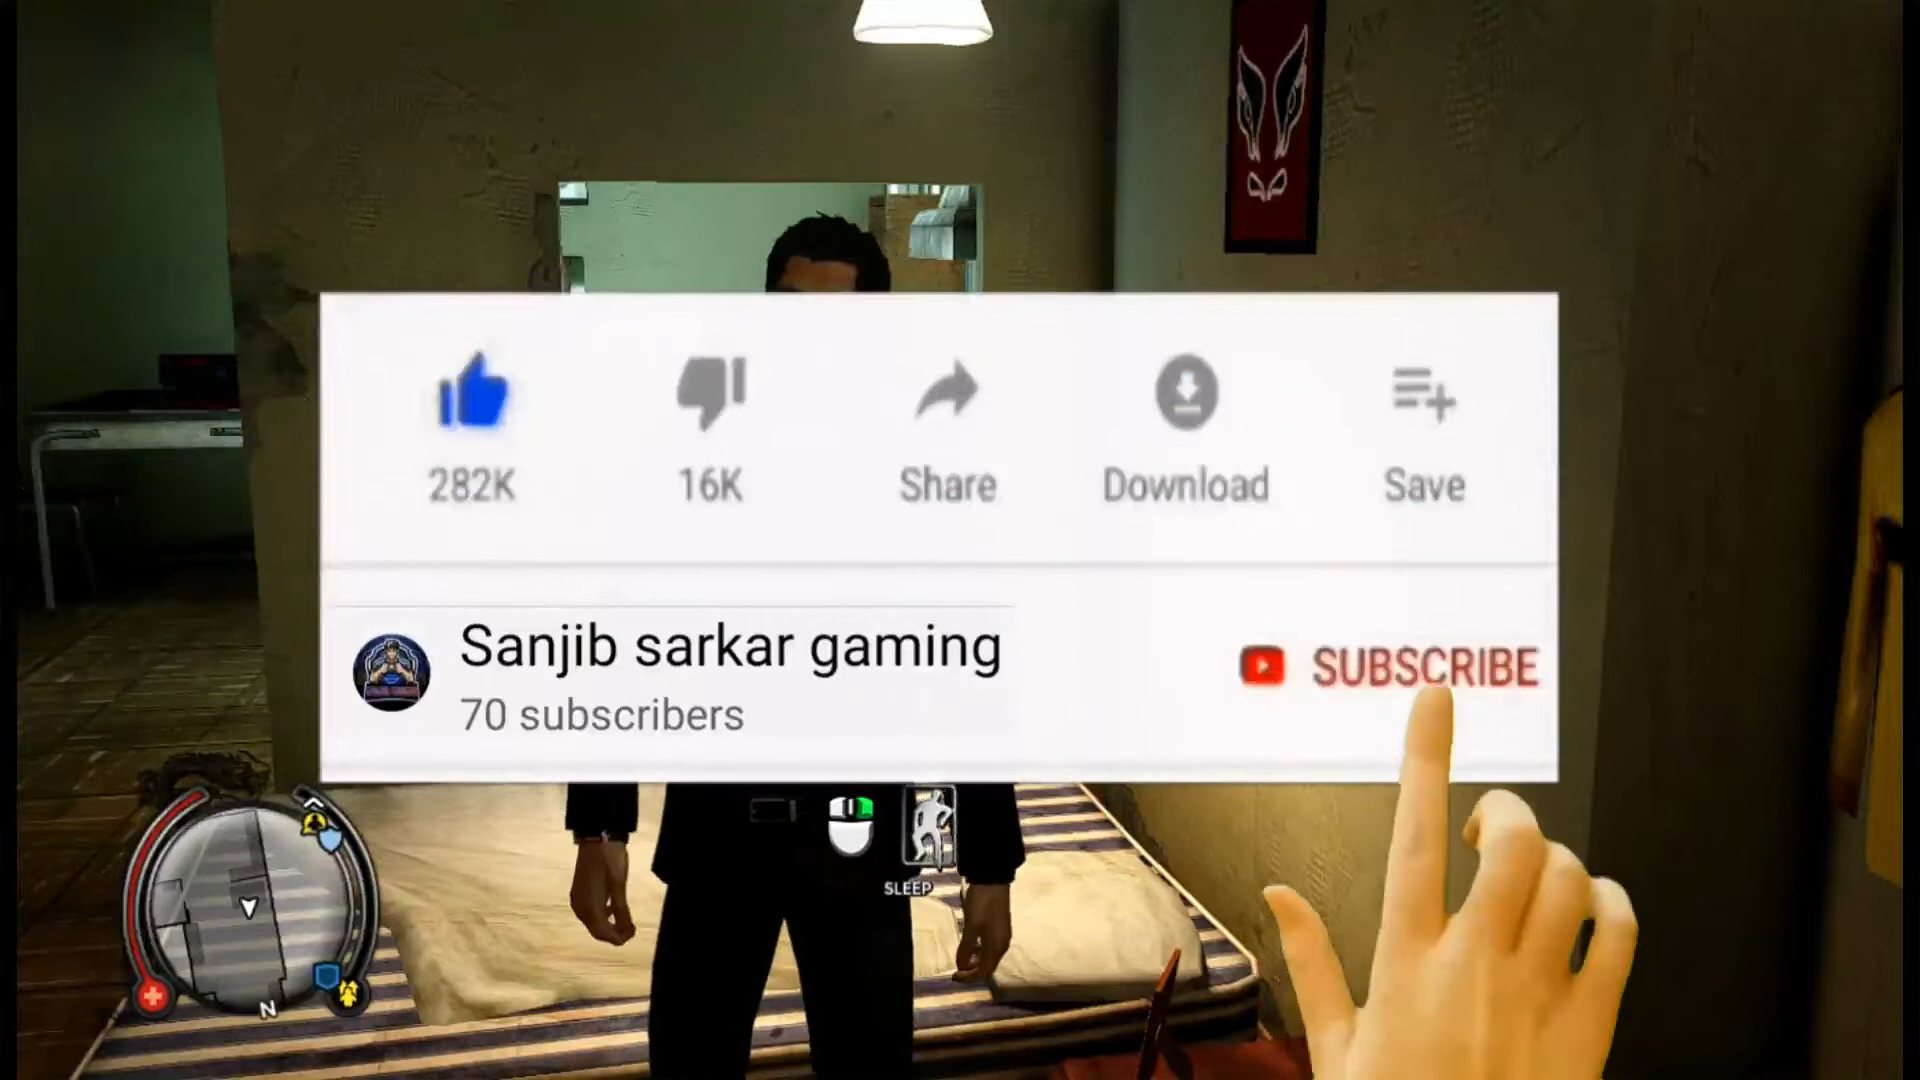 282K
16K
Share
Download
Save
Sanjib sarkar gaming
70 subscribers
SUBSCRIBE
SLEEP
N